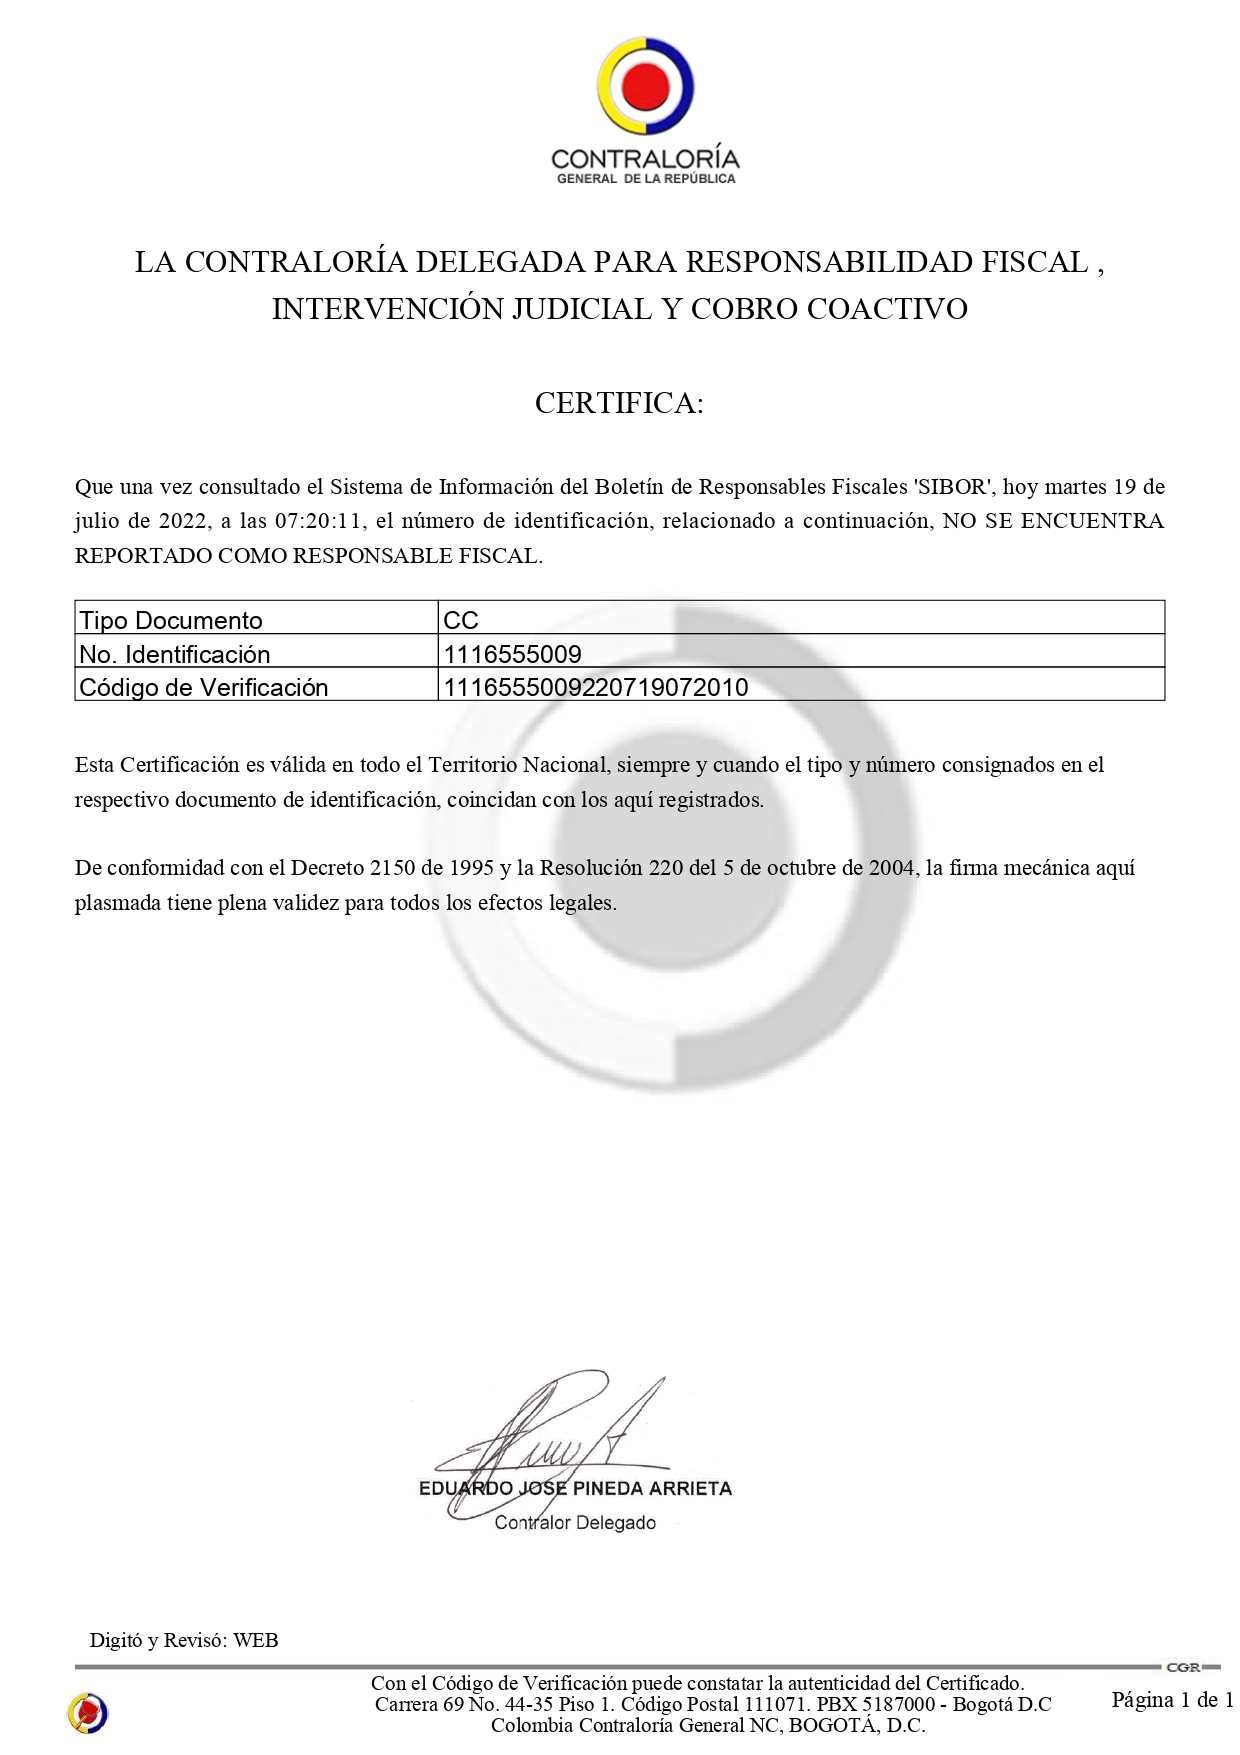 CONTRALORÍA
GENERAL DE LA REPÚBLICA
LA CONTRALORÍA DELEGADA PARA RESPONSABILIDAD FISCAL ,
INTERVENCIÓN JUDICIAL Y COBRO COACTIVO
CERTIFICA:
Que una vez consultado el Sistema de Información del Boletín de Responsables Fiscales 'SIBOR', hoy martes 19 de
julio de 2022, a las 07:20:11, el número de identificación, relacionado a continuación, NO SE ENCUENTRA
REPORTADO COMO RESPONSABLE FISCAL.
Tipo Documento CC
No. Identificación 1116555009
Código de Verificación 1116555009220719072010
Esta Certificación es válida en todo el Territorio Nacional, siempre y cuando el tipo y número consignados en el
respectivo documento de identificación, coincidan con los aquí registrados.
De conformidad con el Decreto 2150 de 1995 y la Resolución 220 del 5 de octubre de 2004, la firma mecánica aquí
plasmada tiene plena validez para todos los efectos legales.
EDUARDO JOSE PINEDA ARRIETA
Contralor Delegado
Digitó y Revisó: WEB
CGR
Con el Código de Verificación puede constatar la autenticidad del Certificado.
Carrera 69 No. 44-35 Piso 1. Código Postal 111071. PBX 5187000 - Bogotá D.C
Colombia Contraloría General NC, BOGOTÁ, D.C.
Página 1 de 1